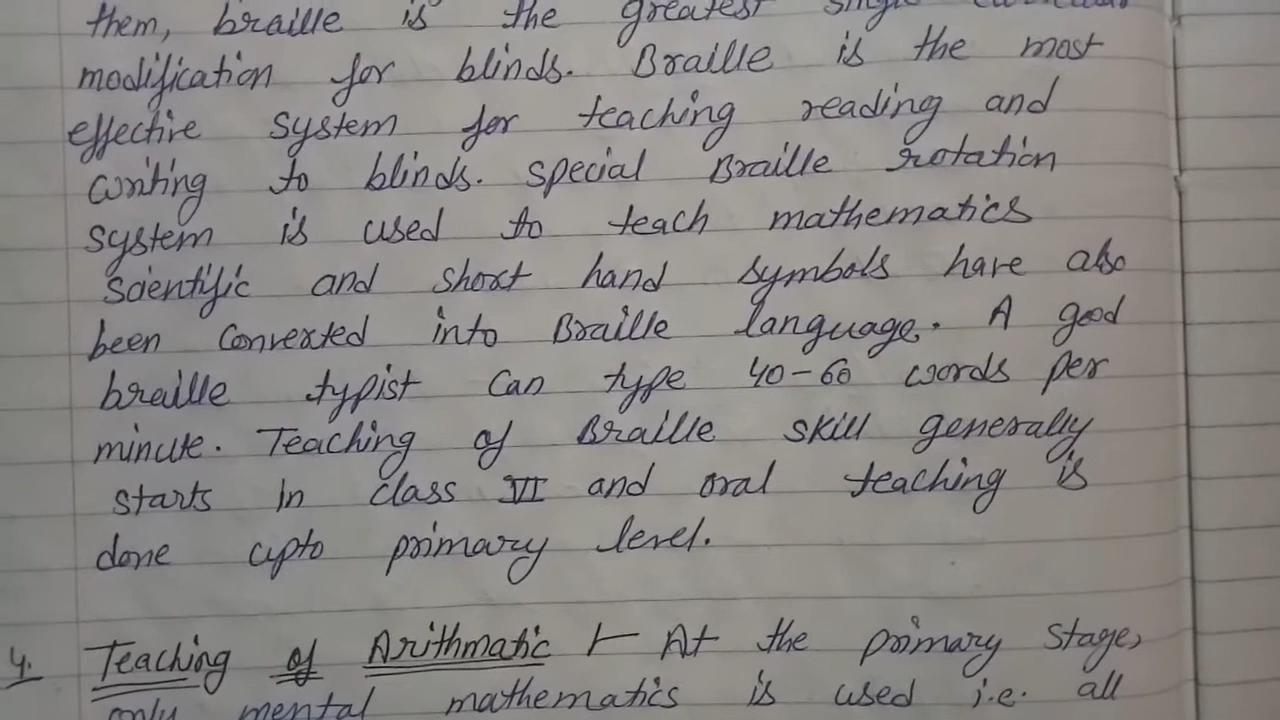 them, braille is the greatest single
modification for blinds. Braille is the most
effective system for teaching reading and
writing to blinds. special Braille rotation
system is used to teach mathematics
scientific and short hand symbols have also
been converted into Braille language. A good
braille typist can type 40-60 words per
minute. Teaching of Braille skill generally
starts in class VI and oral teaching is
done upto primary level.
4. Teaching of Arithmatic :- At the primary stage,
only mental mathematics is used i.e. all